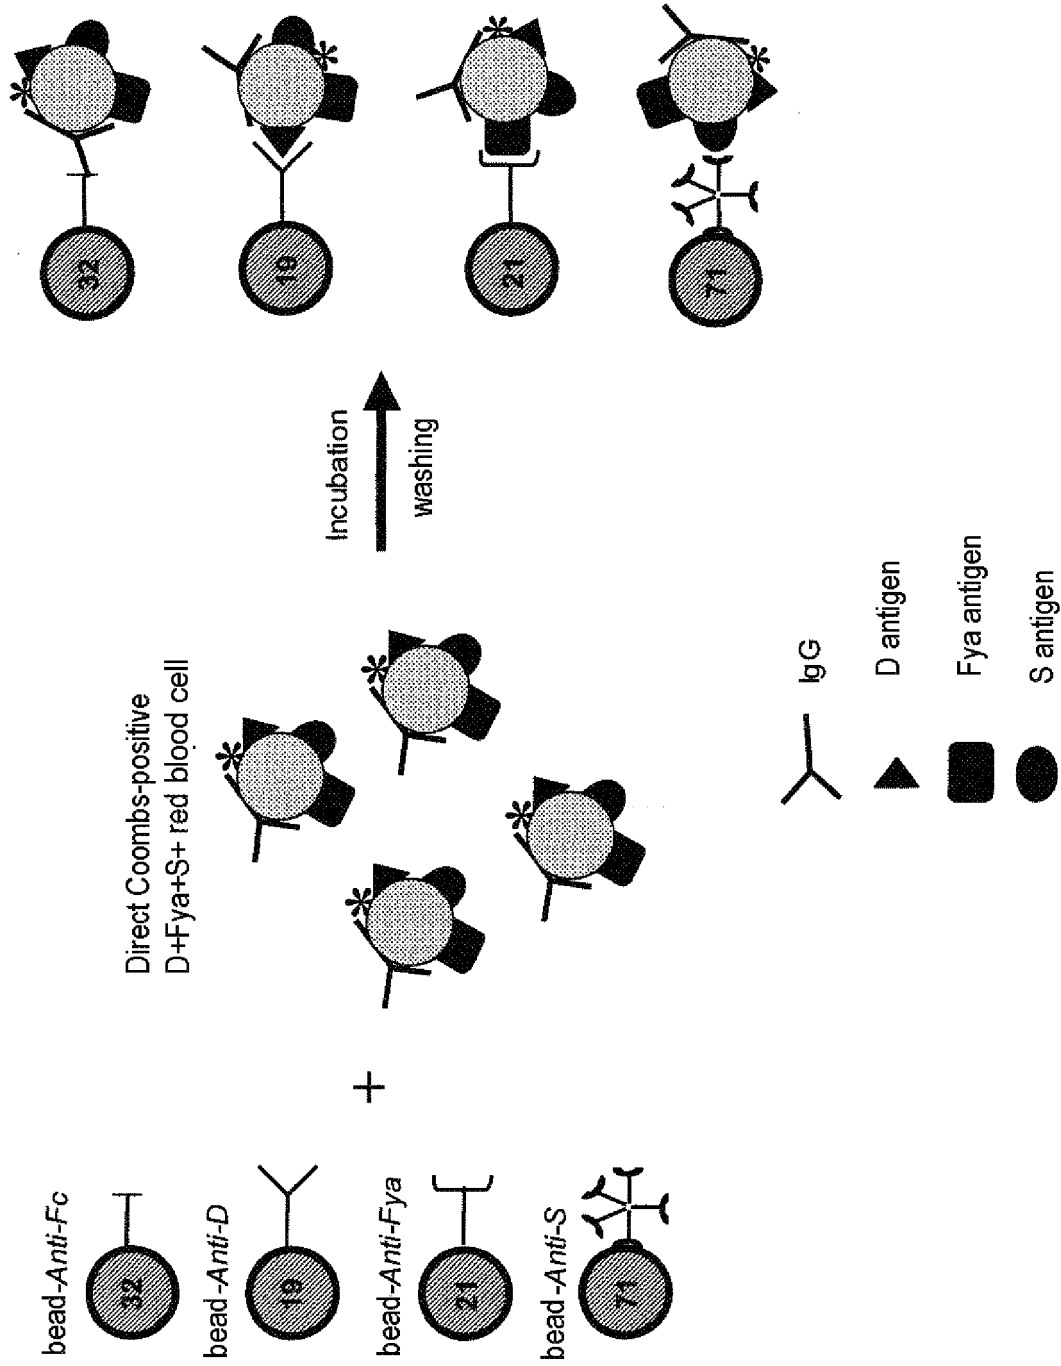 bead-Anti-Fc
32
bead-Anti-D
19
bead-Anti-Fya
21
bead-Anti-S
71
+
Direct Coombs-positive
D+Fya+S+ red blood cell
*
*
*
*
Incubation
washing
32
*
19
*
21
*
71
*
IgG
D antigen
Fya antigen
S antigen